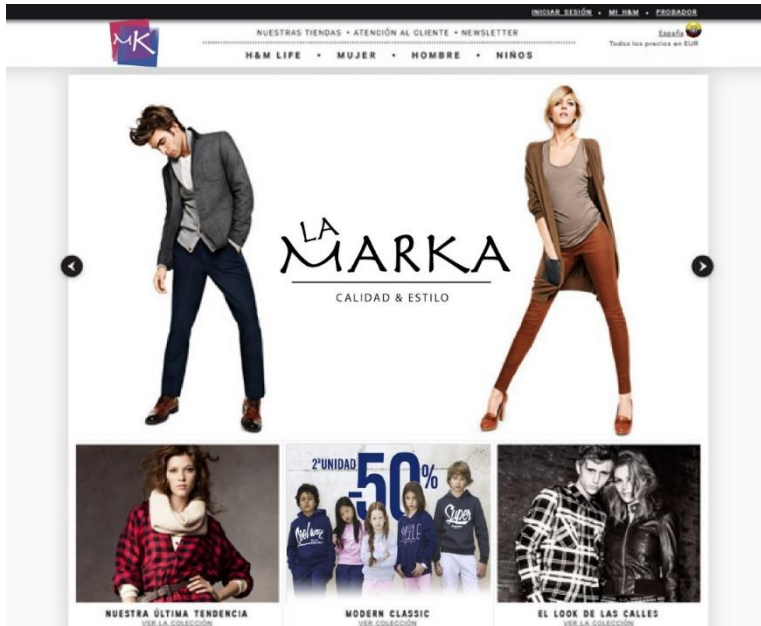 INICIAR SESIÓN • MI H&M • PROBADOR
MK
NUESTRAS TIENDAS • ATENCIÓN AL CLIENTE • NEWSLETTER
España
Todos los precios en EUR
H&M LIFE • MUJER • HOMBRE • NIÑOS
LA
MARKA
CALIDAD & ESTILO
2ªUNIDAD
-50%
Super
NUESTRA ÚLTIMA TENDENCIA
VER LA COLECCIÓN
MODERN CLASSIC
VER COLECCIÓN
EL LOOK DE LAS CALLES
VER LA COLECCIÓN